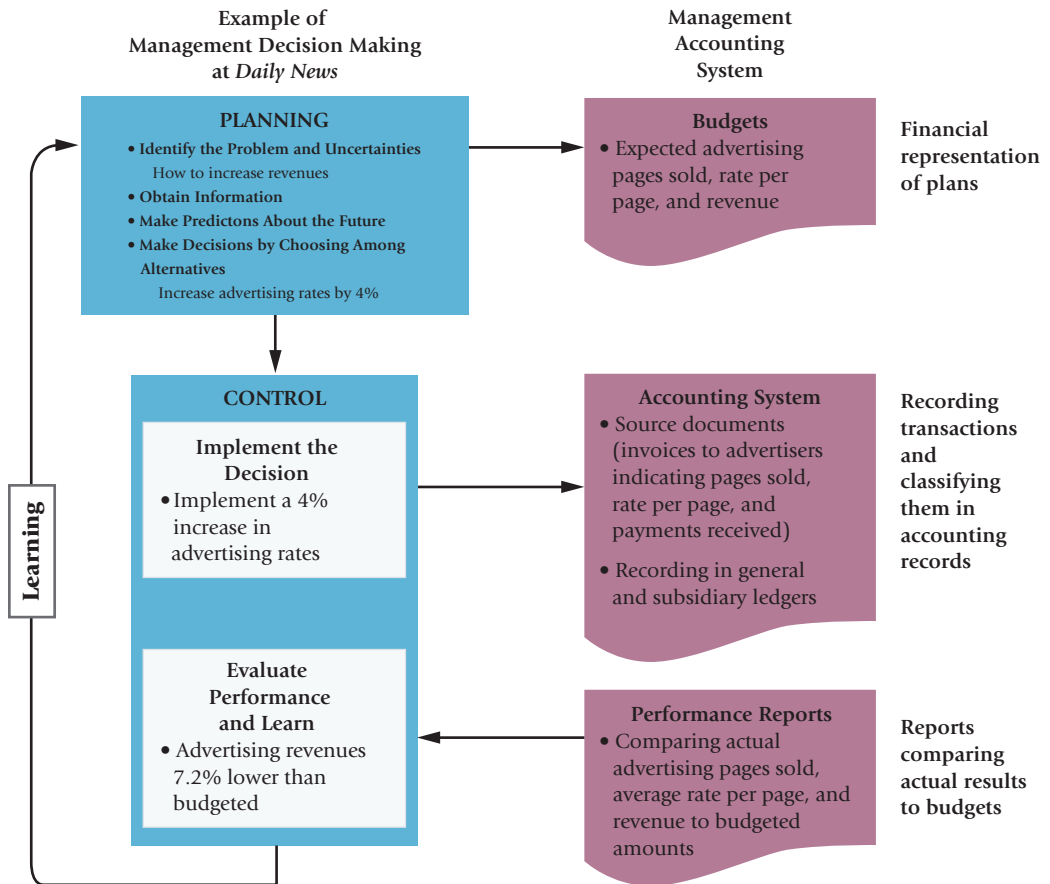 Example of
Management Decision Making
at Daily News
Management
Accounting
System
PLANNING
• Identify the Problem and Uncertainties
How to increase revenues
• Obtain Information
• Make Predictons About the Future
• Make Decisions by Choosing Among
Alternatives
Increase advertising rates by 4%
Budgets
• Expected advertising
pages sold, rate per
page, and revenue
Financial
representation
of plans
CONTROL
Implement the
Decision
• Implement a 4%
increase in
advertising rates
Accounting System
• Source documents
(invoices to advertisers
indicating pages sold,
rate per page, and
payments received)
• Recording in general
and subsidiary ledgers
Recording
transactions
and
classifying
them in
accounting
records
Learning
Evaluate
Performance
and Learn
• Advertising revenues
7.2% lower than
budgeted
Performance Reports
• Comparing actual
advertising pages sold,
average rate per page, and
revenue to budgeted
amounts
Reports
comparing
actual results
to budgets